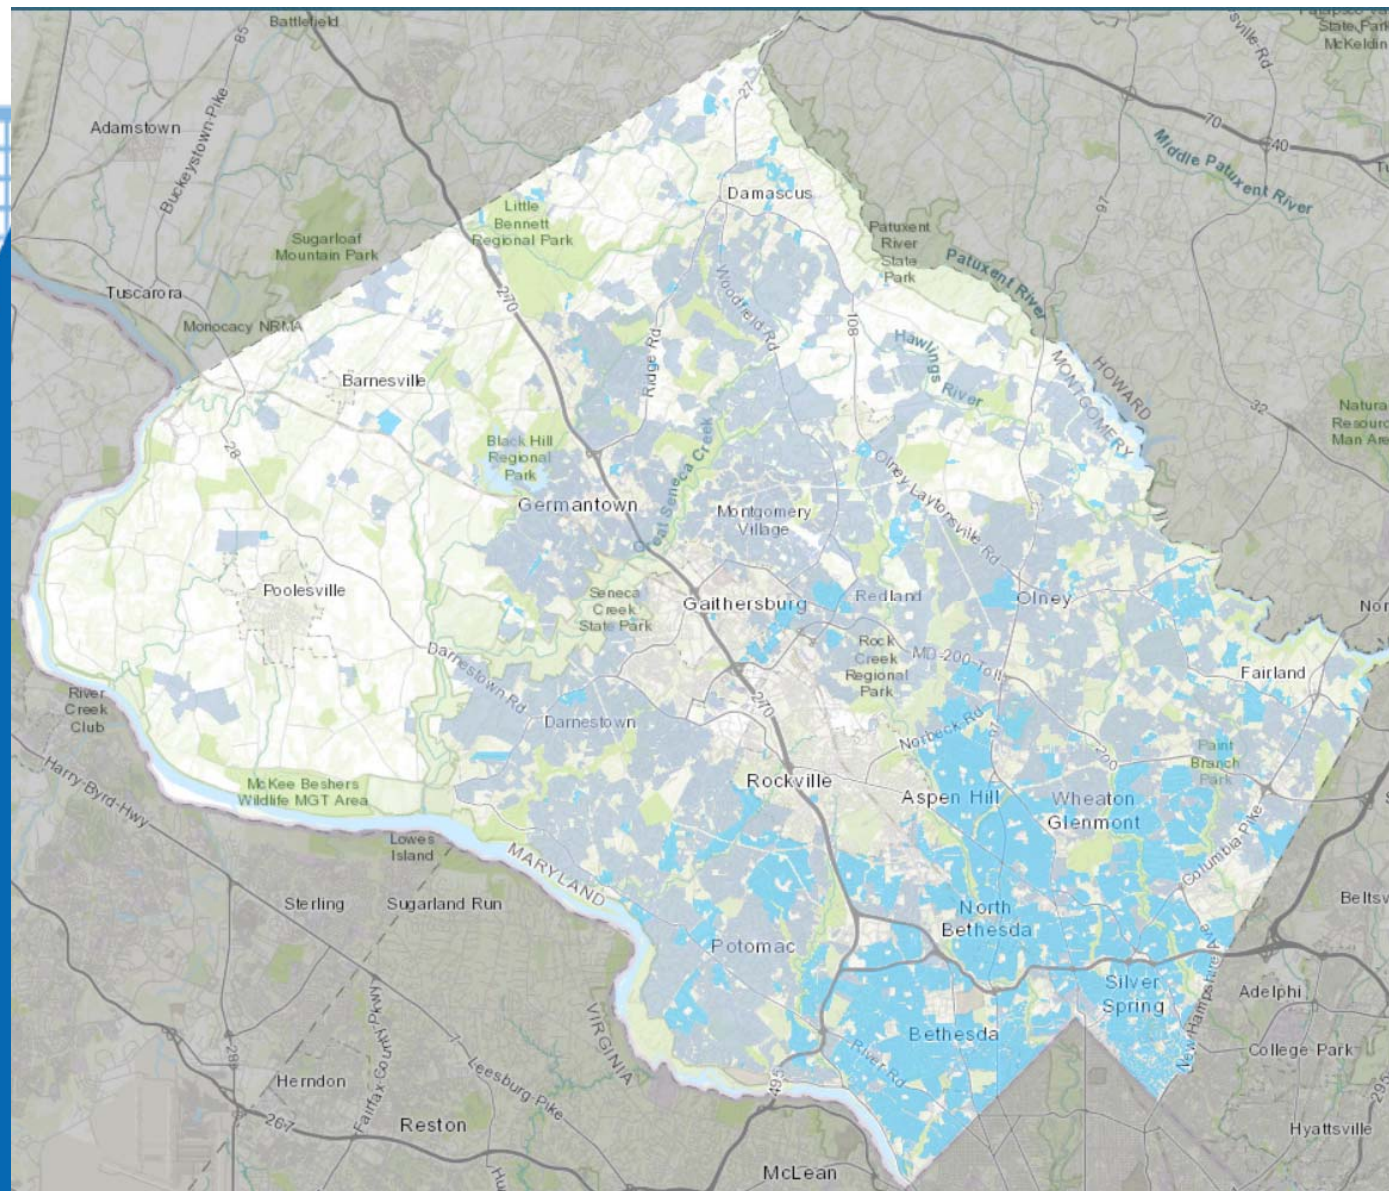 Battlefield
85
Adamstown
Buckeystown-Pike
Sugarloaf
Mountain Park
Tuscarora
Monocacy NRMA
State Park
McKeldin
70
40
Middle Patuxent River
97
27
Damascus
Little
Bennett
Regional Park
Patuxent
River
State
Park
Patuxent River
270
Woodfield Rd
108
Hawlings
River
HOWARD
MONTGOMERY
32
Ridge Rd
Barnesville
28
Black Hill
Regional
Park
Great Seneca Creek
Germantown
Montgomery
Village
Olney Laytonsville-Rd
Poolesville
Seneca
Creek
State Park
Gaithersburg
Redland
Olney
Rock
Creek
Regional
Park
MD-200-Toll
Fairland
Darnestown Rd
River
Creek
Club
Darnestown
270
Norbeck Rd
97
200
Paint
Branch
Park
Harry-Byrd-Hwy
McKee Beshers
Wildlife MGT Area
Rockville
Aspen Hill
Wheaton
Glenmont
Columbia Pike
Lowes
Island
MARYLAND
Sterling
Sugarland Run
Potomac
North
Bethesda
New-Hampshire Ave
Silver
Spring
Adelphi
VIRGINIA
Bethesda
River Rd
College Park
Fairfax County Pkwy
Leesburg-Pike
Herndon
495
295
267
Reston
Hyattsville
McLean